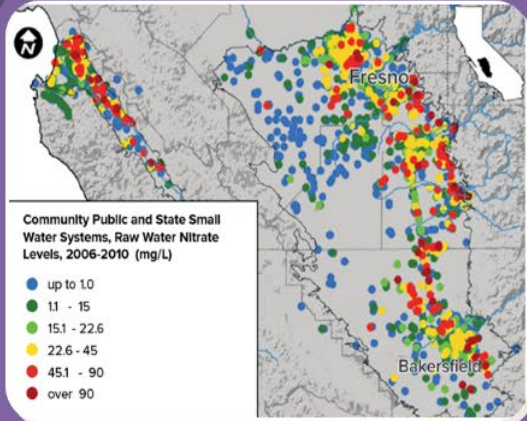 N
Fresno
Community Public and State Small
Water Systems, Raw Water Nitrate
Levels, 2006-2010 (mg/L)
up to 1.0
1.1 - 15
15.1 - 22.6
22.6 - 45
45.1 - 90
over 90
Bakersfield